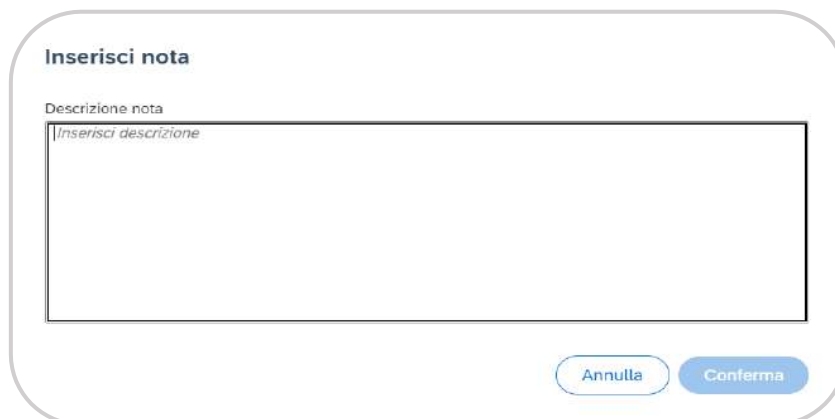 Inserisci nota
Descrizione nota
Inserisci descrizione
Annulla Conferma